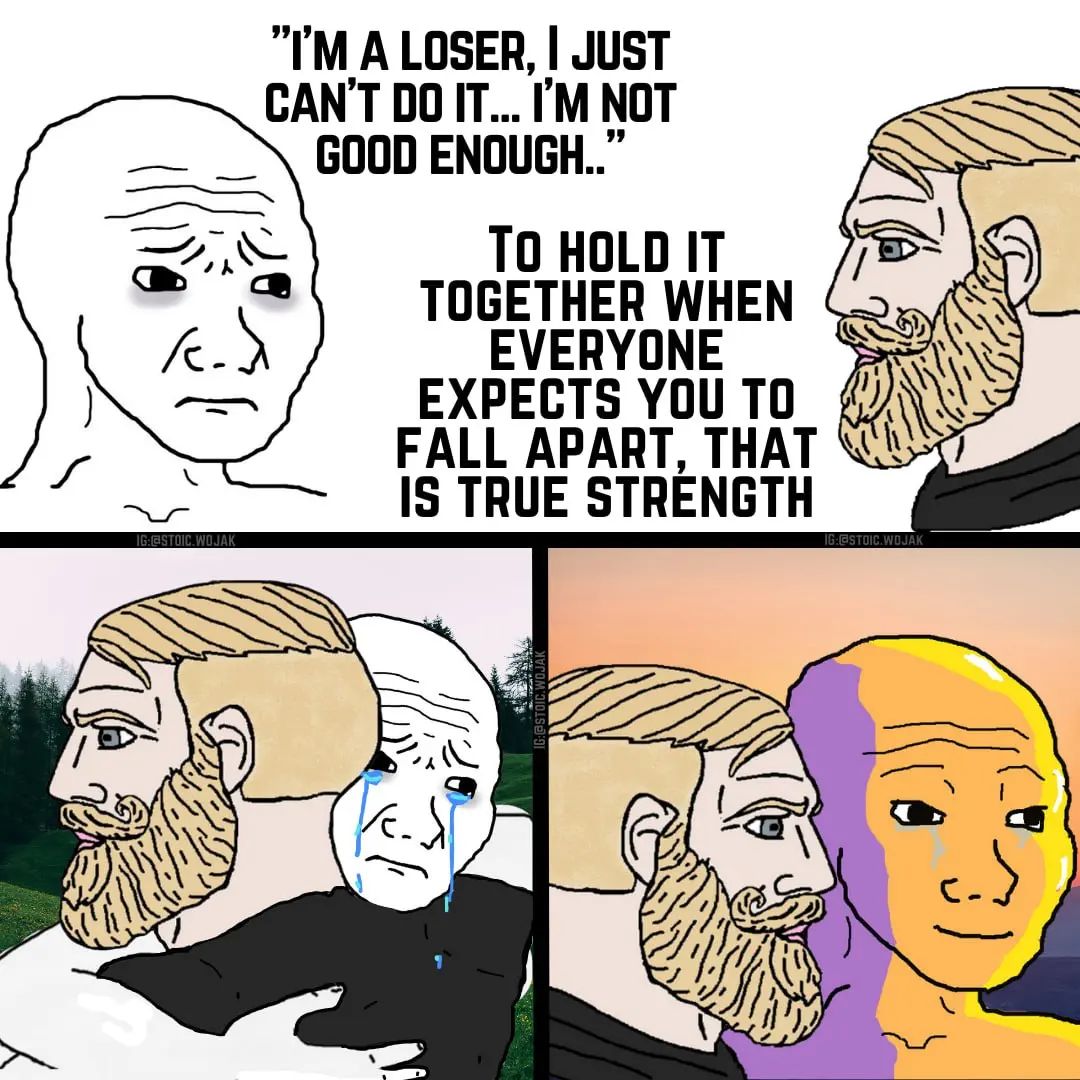 "I'M A LOSER, I JUST
CAN'T DO IT... I'M NOT
GOOD ENOUGH.."
TO HOLD IT
TOGETHER WHEN
EVERYONE
EXPECTS YOU TO
FALL APART, THAT
IS TRUE STRENGTH
IG:@STOIC.WOJAK
IG:@STOIC.WOJAK
IG:@STOIC.WOJAK